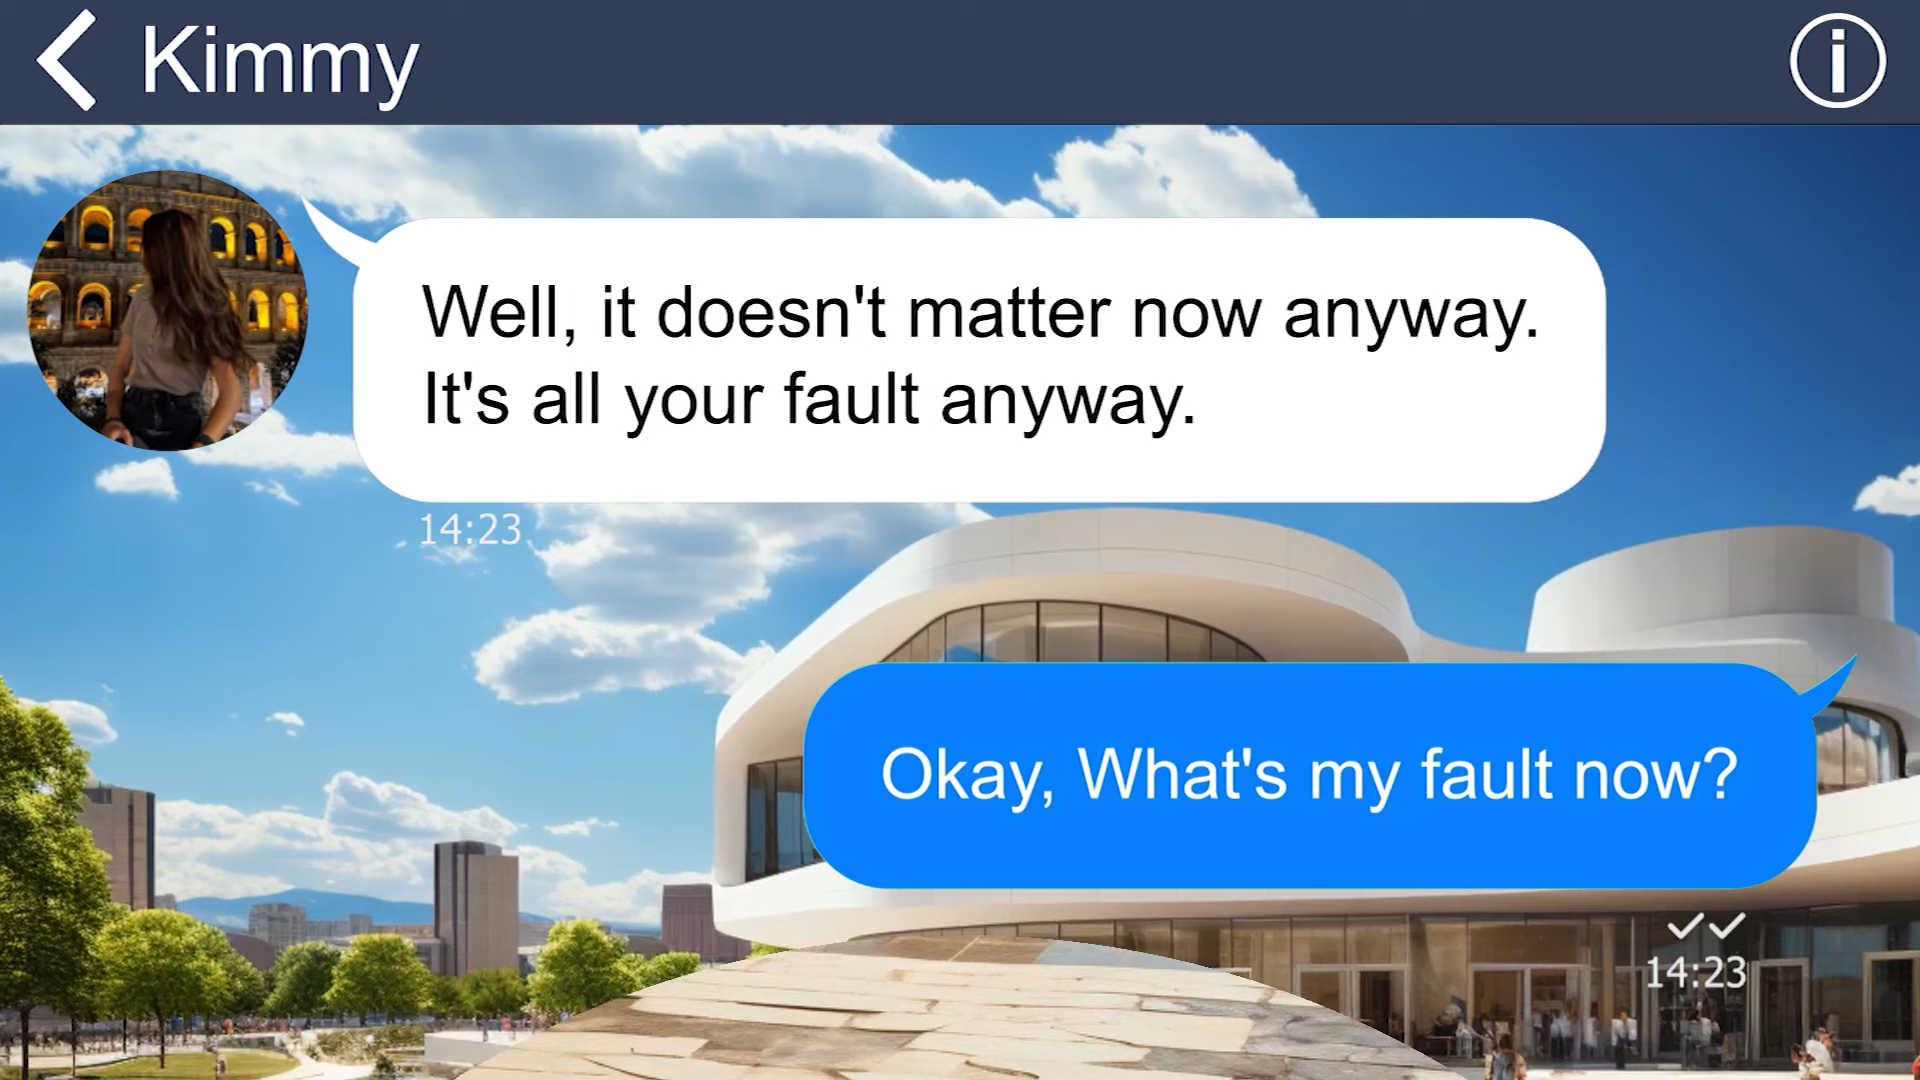 Kimmy
Well, it doesn't matter now anyway.
It's all your fault anyway.
14:23
Okay, What's my fault now?
14:23